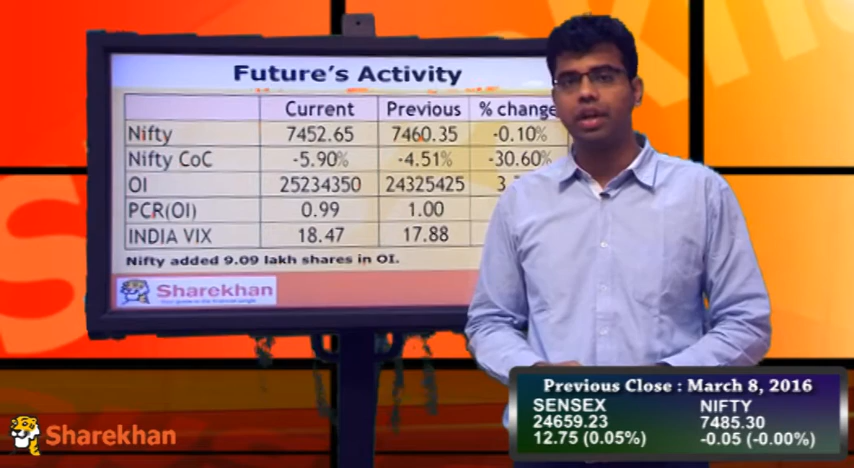 Future's Activity
Current Previous % change
Nifty 7452.65 7460.35 -0.10%
Nifty CoC -5.90% -4.51% -30.60%
OI 25234350 24325425
PCR(OI) 0.99 1.00
INDIA VIX 18.47 17.88
Nifty added 9.09 lakh shares in OI.
Sharekhan
Previous Close : March 8, 2016
SENSEX NIFTY
24659.23 7485.30
12.75 (0.05%) -0.05 (-0.00%)
Sharekhan